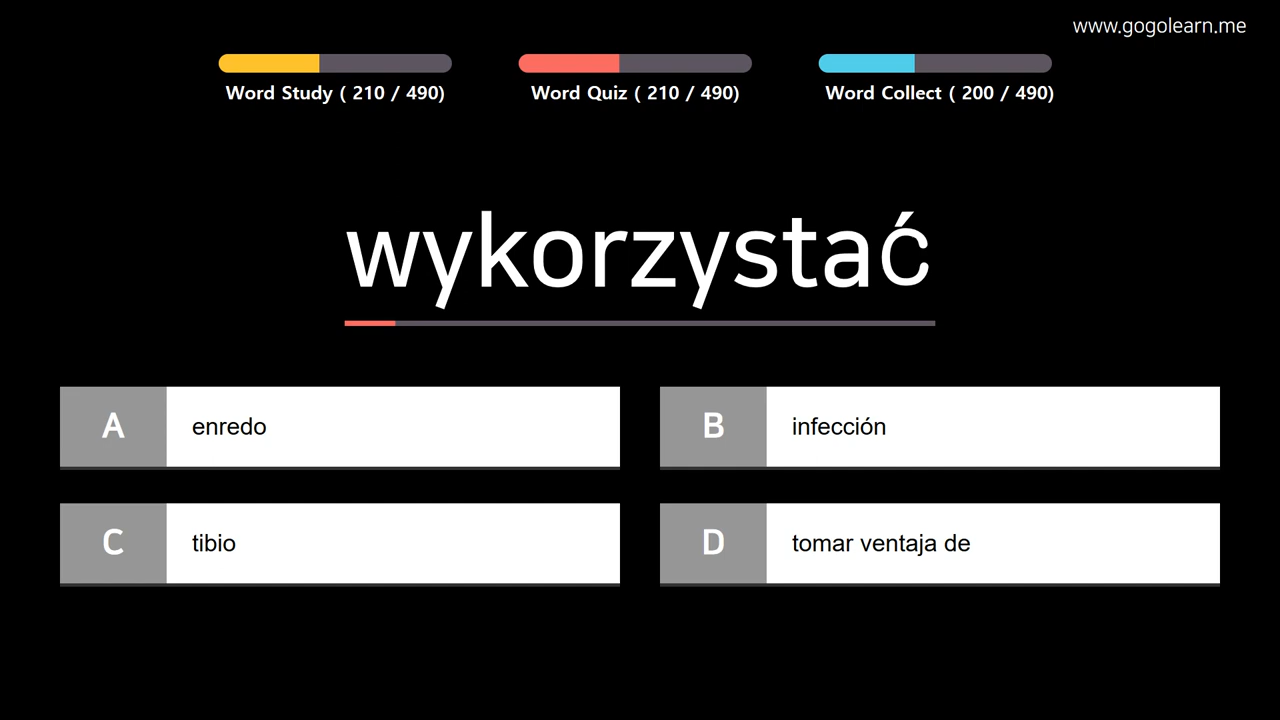 www.gogolearn.me
Word Study ( 210 / 490)
Word Quiz ( 210 / 490)
Word Collect ( 200 / 490)
wykorzystać
A
enredo
B
infección
C
tibio
D
tomar ventaja de